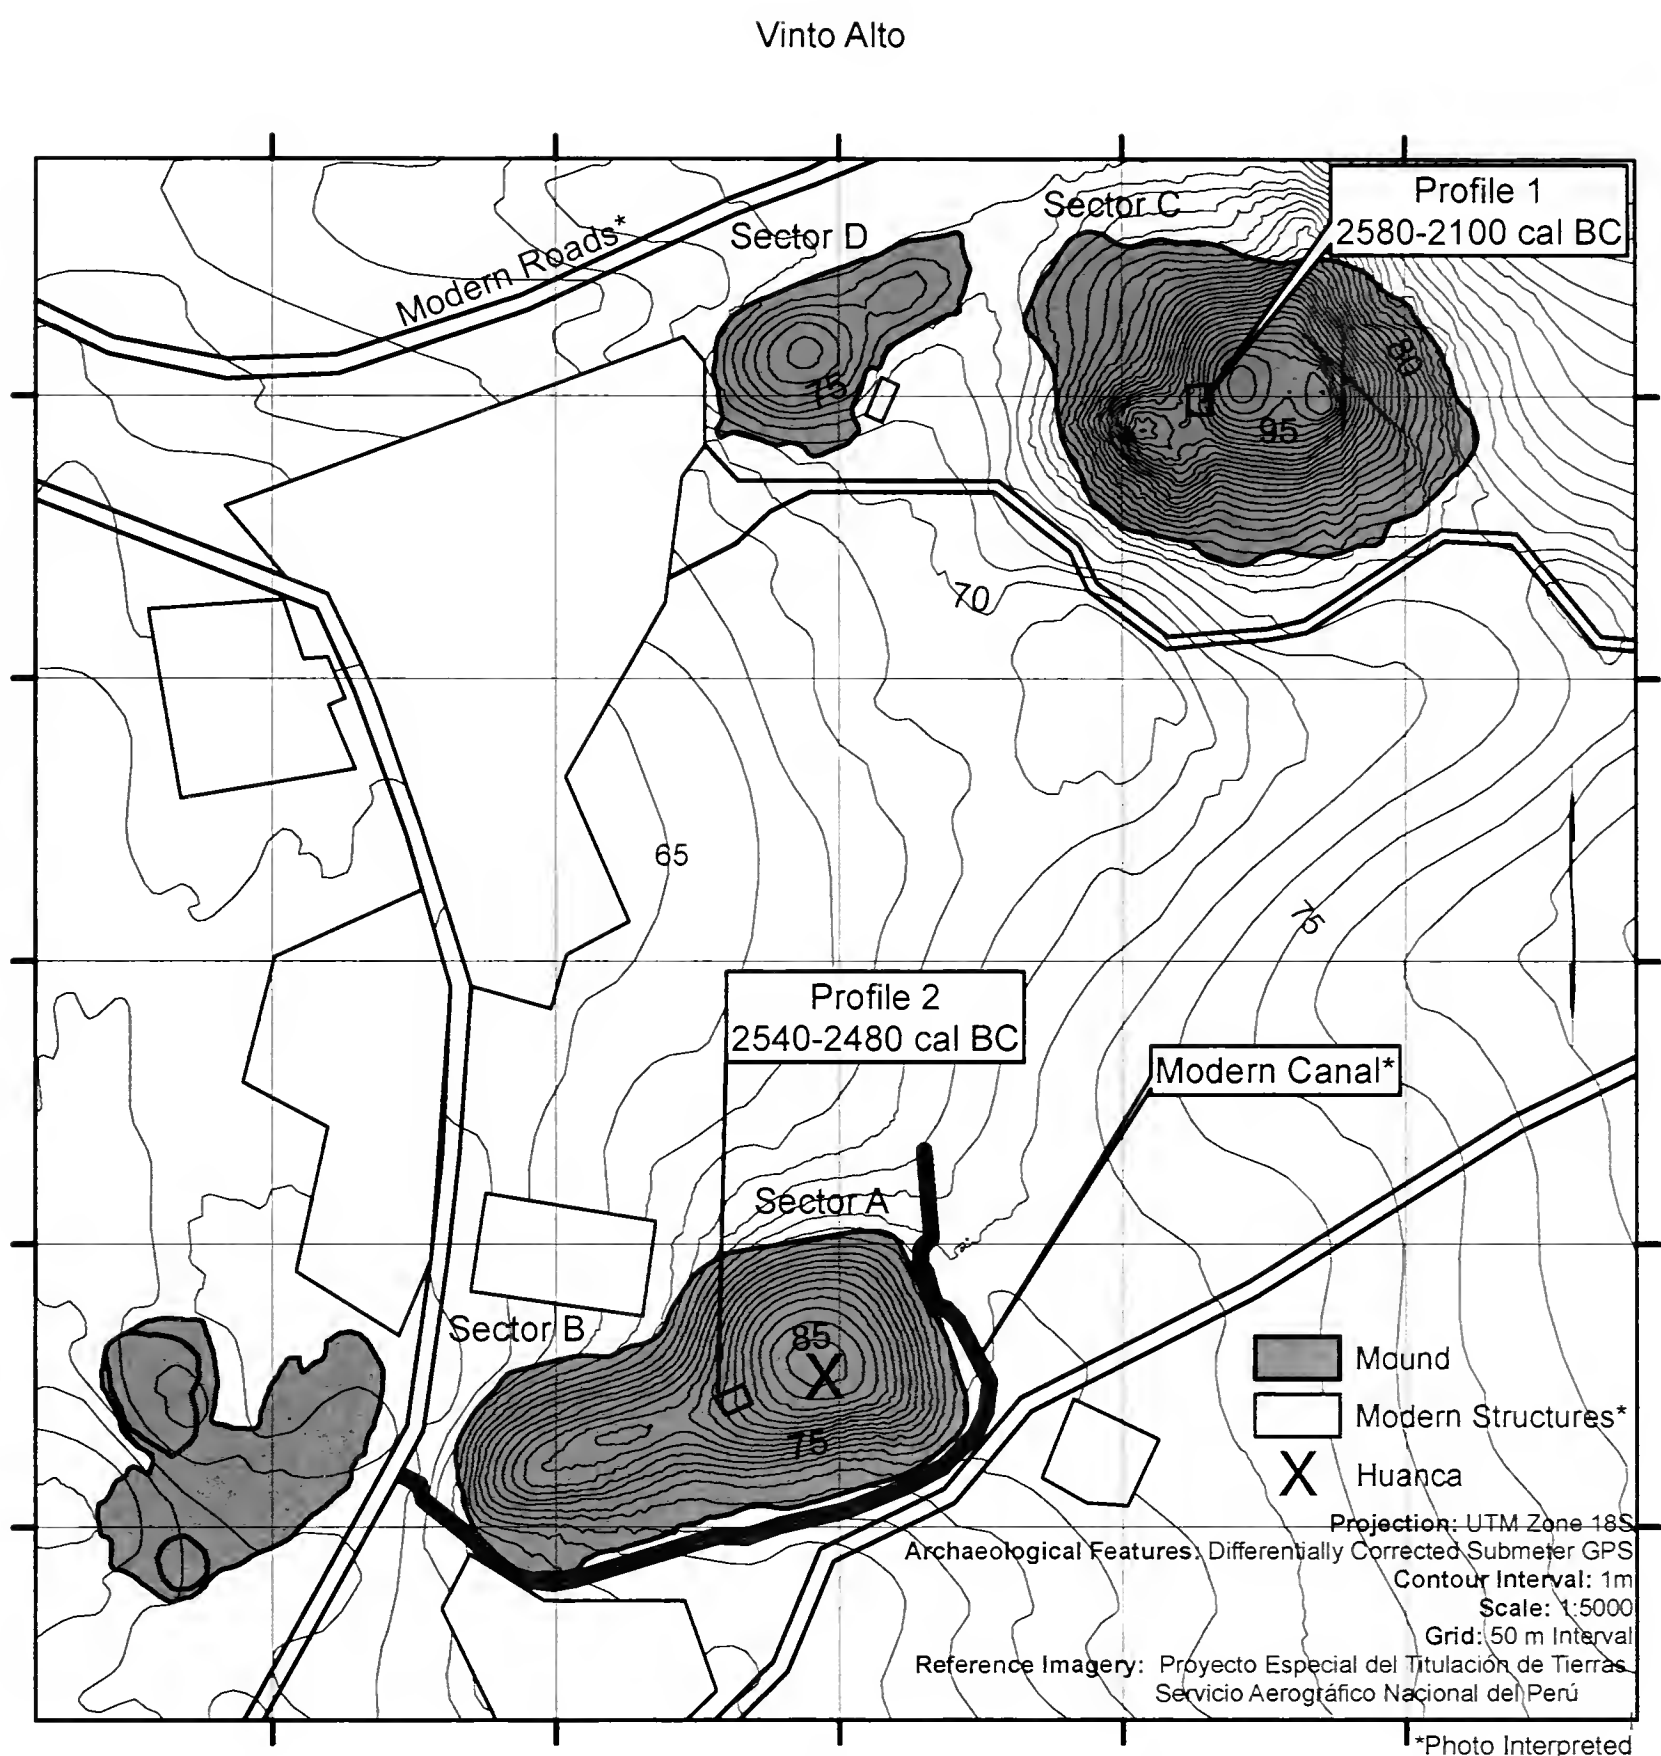 Vinto Alto
Profile 1
2580-2100 cal BC
Sector C
Sector D
Modern Roads*
75
80
95
70
65
75
Profile 2
2540-2480 cal BC
Modern Canal*
Sector A
Sector B
85
X
75
Mound
Modern Structures*
X Huanca
Projection: UTM Zone 18S
Archaeological Features: Differentially Corrected Submeter GPS
Contour Interval: 1m
Scale: 1:5000
Grid: 50 m Interval
Reference Imagery: Proyecto Especial del Titulación de Tierras
Servicio Aerográfico Nacional del Perú
*Photo Interpreted